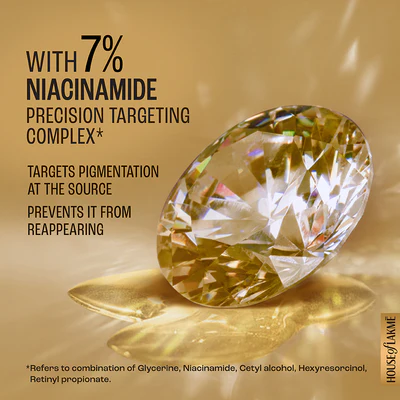 WITH 7%
NIACINAMIDE
PRECISION TARGETING
COMPLEX*
TARGETS PIGMENTATION
AT THE SOURCE
PREVENTS IT FROM
REAPPEARING
HOUSE of LAKMĒ
*Refers to combination of Glycerine, Niacinamide, Cetyl alcohol, Hexyresorcinol,
Retinyl propionate.